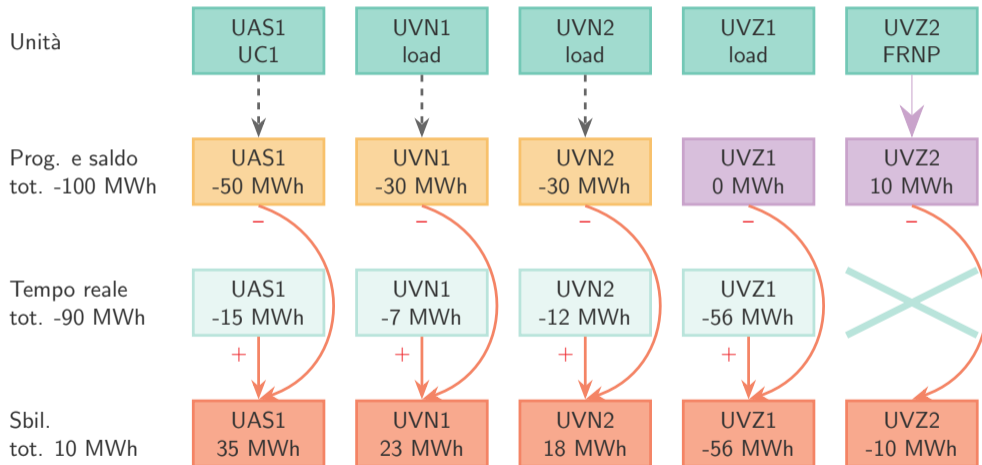 Unità
UAS1
UC1
UVN1
load
UVN2
load
UVZ1
load
UVZ2
FRNP
Prog. e saldo
tot. -100 MWh
UAS1
-50 MWh
UVN1
-30 MWh
UVN2
-30 MWh
UVZ1
0 MWh
UVZ2
10 MWh
−
−
−
−
−
Tempo reale
tot. -90 MWh
UAS1
-15 MWh
UVN1
-7 MWh
UVN2
-12 MWh
UVZ1
-56 MWh
+
+
+
+
Sbil.
tot. 10 MWh
UAS1
35 MWh
UVN1
23 MWh
UVN2
18 MWh
UVZ1
-56 MWh
UVZ2
-10 MWh